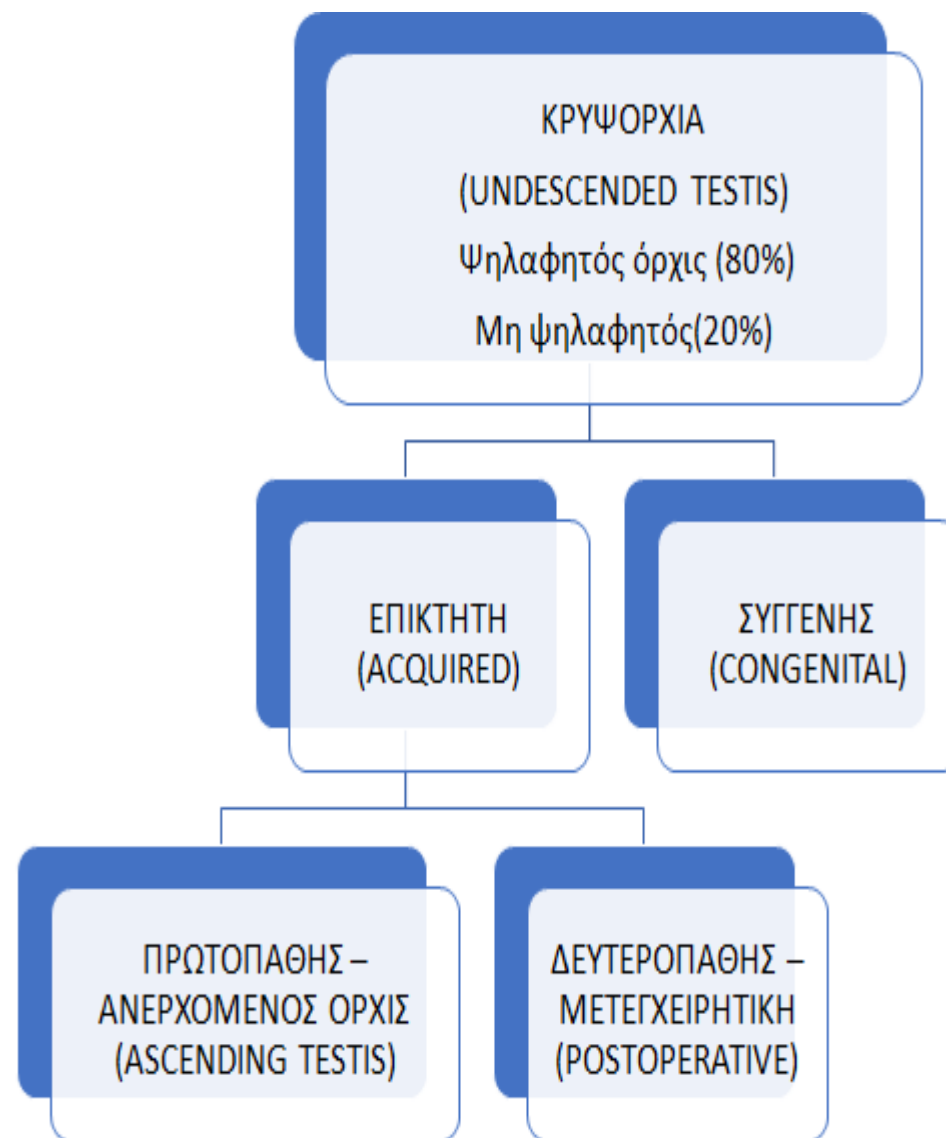 ΚΡΥΨΟΡΧΙΑ
(UNDESCENDED TESTIS)
Ψηλαφητός όρχις (80%)
Μη ψηλαφητός(20%)
ΕΠΙΚΤΗΤΗ
(ACQUIRED)
ΣΥΓΓΕΝΗΣ
(CONGENITAL)
ΠΡΩΤΟΠΑΘΗΣ –
ΑΝΕΡΧΟΜΕΝΟΣ ΟΡΧΙΣ
(ASCENDING TESTIS)
ΔΕΥΤΕΡΟΠΑΘΗΣ –
ΜΕΤΕΓΧΕΙΡΗΤΙΚΗ
(POSTOPERATIVE)